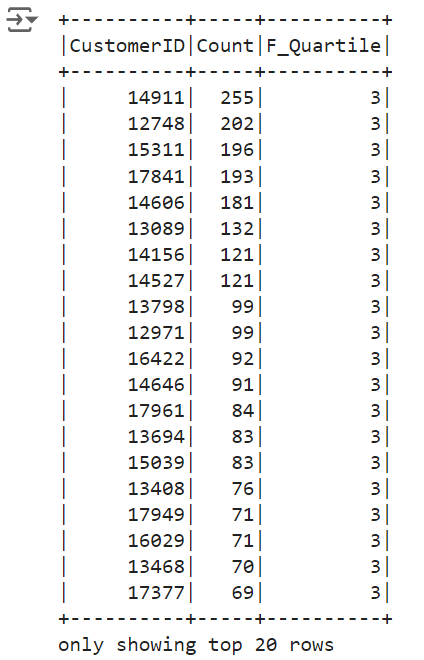 +----------+-----+----------+
|CustomerID|Count|F_Quartile|
+----------+-----+----------+
|     14911|  255|         3|
|     12748|  202|         3|
|     15311|  196|         3|
|     17841|  193|         3|
|     14606|  181|         3|
|     13089|  132|         3|
|     14156|  121|         3|
|     14527|  121|         3|
|     13798|   99|         3|
|     12971|   99|         3|
|     16422|   92|         3|
|     14646|   91|         3|
|     17961|   84|         3|
|     13694|   83|         3|
|     15039|   83|         3|
|     13408|   76|         3|
|     17949|   71|         3|
|     16029|   71|         3|
|     13468|   70|         3|
|     17377|   69|         3|
+----------+-----+----------+
only showing top 20 rows